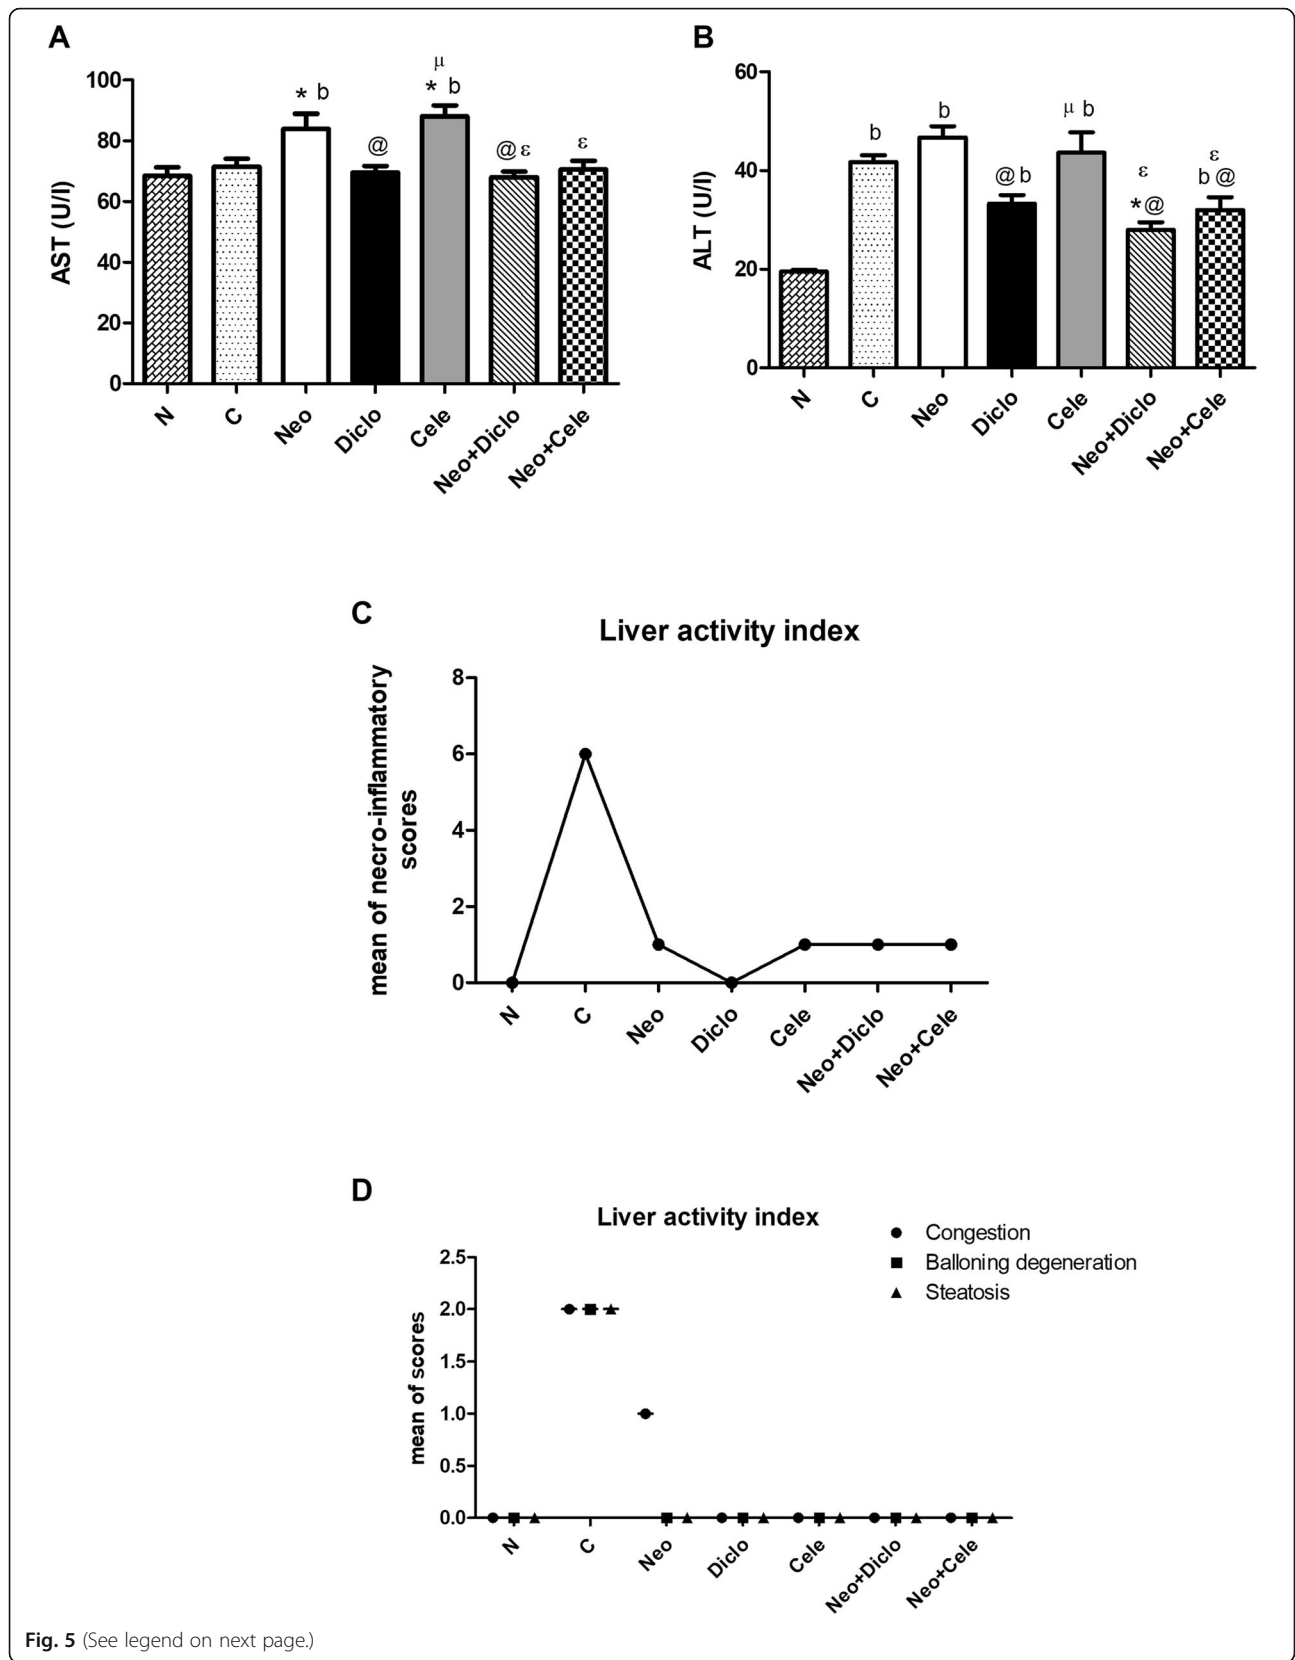 A
AST (U/l)
100
80
60
40
20
0
* b
@
μ
* b
@ ε
ε
N
C
Neo
Diclo
Cele
Neo+Diclo
Neo+Cele
B
ALT (U/l)
60
40
20
0
b
b
@ b
μ b
ε
*@
ε
b @
N
C
Neo
Diclo
Cele
Neo+Diclo
Neo+Cele
C
Liver activity index
mean of necro-inflammatory
scores
8
6
4
2
0
N
C
Neo
Diclo
Cele
Neo+Diclo
Neo+Cele
D
Liver activity index
Congestion
Balloning degeneration
Steatosis
mean of scores
2.5
2.0
1.5
1.0
0.5
0.0
N
C
Neo
Diclo
Cele
Neo+Diclo
Neo+Cele
Fig. 5 (See legend on next page.)